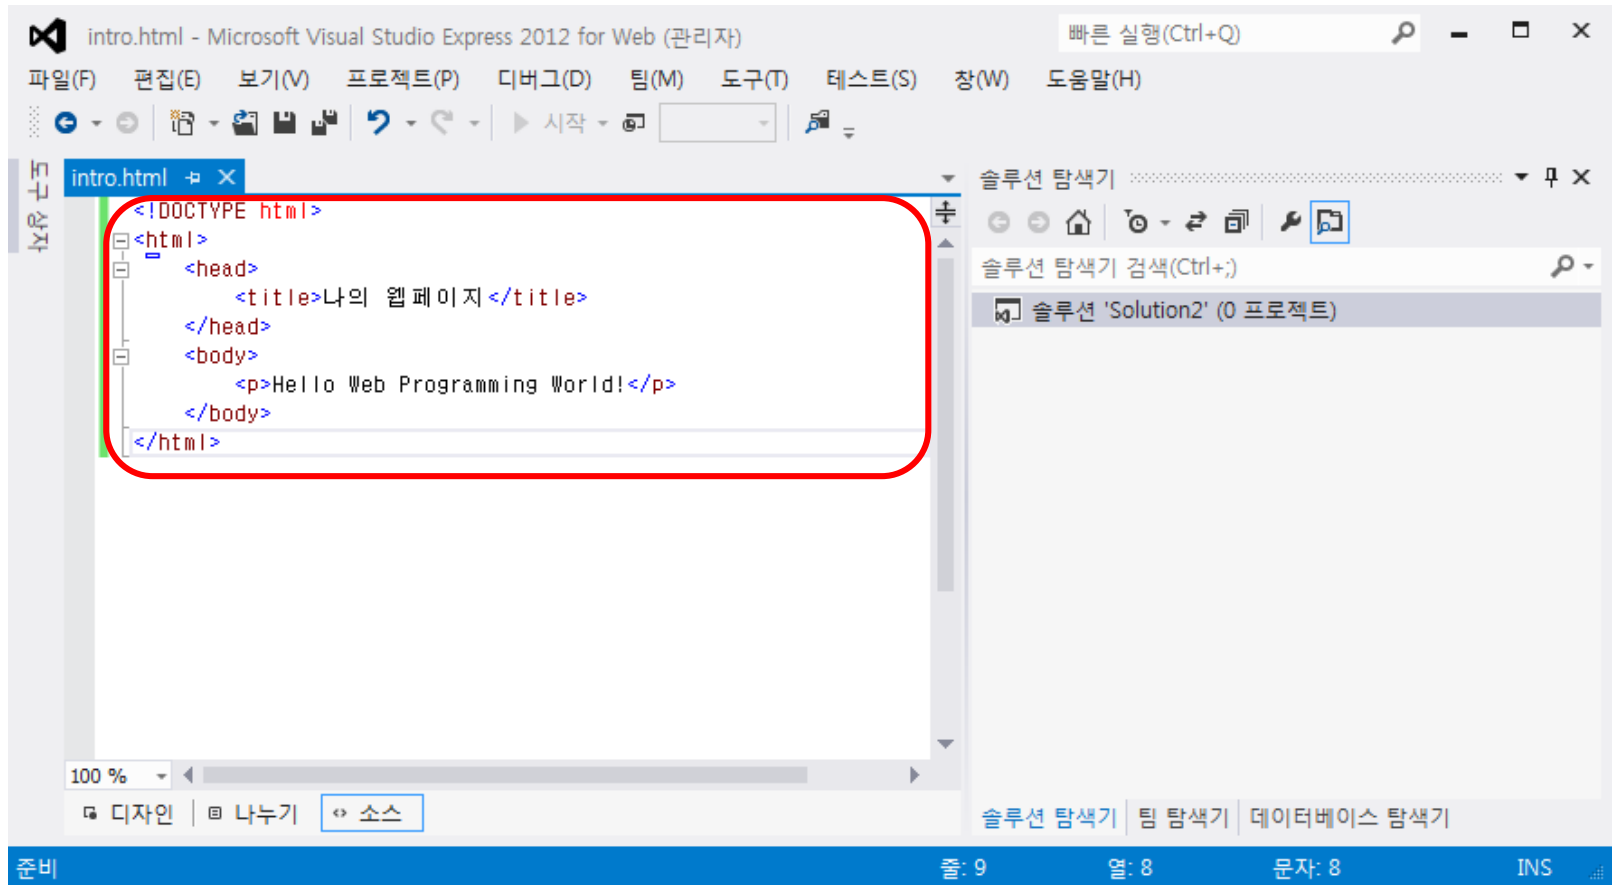 intro.html - Microsoft Visual Studio Express 2012 for Web (관리자)
빠른 실행(Ctrl+Q)
파일(F) 편집(E) 보기(V) 프로젝트(P) 디버그(D) 팀(M) 도구(T) 테스트(S) 창(W) 도움말(H)
시작
도구 상자
intro.html
<!DOCTYPE html>
<html>
<head>
<title>나의 웹페이지</title>
</head>
<body>
<p>Hello Web Programming World!</p>
</body>
</html>
100 %
디자인 나누기 소스
솔루션 탐색기
솔루션 탐색기 검색(Ctrl+;)
솔루션 'Solution2' (0 프로젝트)
솔루션 탐색기 팀 탐색기 데이터베이스 탐색기
준비 줄: 9 열: 8 문자: 8 INS